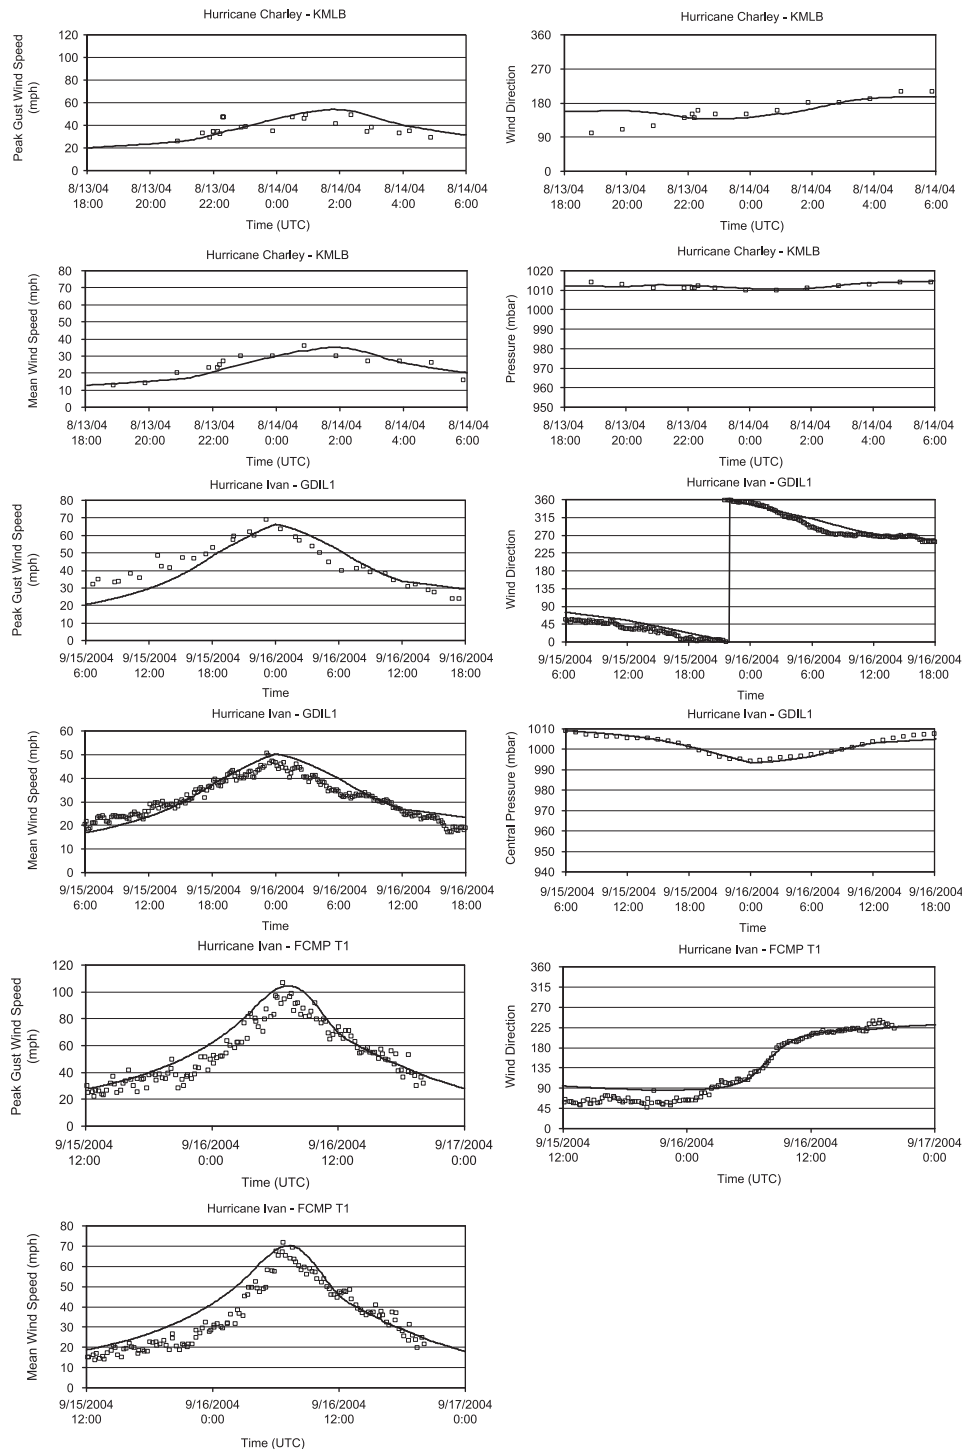 Hurricane Charley - KMLB
Peak Gust Wind Speed
(mph)
120
100
80
60
40
20
0
8/13/04 8/13/04 8/13/04 8/14/04 8/14/04 8/14/04 8/14/04
18:00 20:00 22:00 0:00 2:00 4:00 6:00
Time (UTC)
Hurricane Charley - KMLB
Wind Direction
360
270
180
90
0
8/13/04 8/13/04 8/13/04 8/14/04 8/14/04 8/14/04 8/14/04
18:00 20:00 22:00 0:00 2:00 4:00 6:00
Time (UTC)
Hurricane Charley - KMLB
Mean Wind Speed (mph)
80
70
60
50
40
30
20
10
0
8/13/04 8/13/04 8/13/04 8/14/04 8/14/04 8/14/04 8/14/04
18:00 20:00 22:00 0:00 2:00 4:00 6:00
Time (UTC)
Hurricane Charley - KMLB
Pressure (mbar)
1020
1010
1000
990
980
970
960
950
8/13/04 8/13/04 8/13/04 8/14/04 8/14/04 8/14/04 8/14/04
18:00 20:00 22:00 0:00 2:00 4:00 6:00
Time (UTC)
Hurricane Ivan - GDIL1
Peak Gust Wind Speed
(mph)
80
70
60
50
40
30
20
10
0
9/15/2004 9/15/2004 9/15/2004 9/16/2004 9/16/2004 9/16/2004 9/16/2004
6:00 12:00 18:00 0:00 6:00 12:00 18:00
Time
Hurricane Ivan - GDIL1
Wind Direction
360
315
270
225
180
135
90
45
0
9/15/2004 9/15/2004 9/15/2004 9/16/2004 9/16/2004 9/16/2004 9/16/2004
6:00 12:00 18:00 0:00 6:00 12:00 18:00
Time
Hurricane Ivan - GDIL1
Mean Wind Speed (mph)
60
50
40
30
20
10
0
9/15/2004 9/15/2004 9/15/2004 9/16/2004 9/16/2004 9/16/2004 9/16/2004
6:00 12:00 18:00 0:00 6:00 12:00 18:00
Time
Hurricane Ivan - GDIL1
Central Pressure (mbar)
1010
1000
990
980
970
960
950
940
9/15/2004 9/15/2004 9/15/2004 9/16/2004 9/16/2004 9/16/2004 9/16/2004
6:00 12:00 18:00 0:00 6:00 12:00 18:00
Time
Hurricane Ivan - FCMP T1
Peak Gust Wind Speed
(mph)
120
100
80
60
40
20
0
9/15/2004 9/16/2004 9/16/2004 9/17/2004
12:00 0:00 12:00 0:00
Time (UTC)
Hurricane Ivan - FCMP T1
Wind Direction
360
315
270
225
180
135
90
45
0
9/15/2004 9/16/2004 9/16/2004 9/17/2004
12:00 0:00 12:00 0:00
Time (UTC)
Hurricane Ivan - FCMP T1
Mean Wind Speed (mph)
80
70
60
50
40
30
20
10
0
9/15/2004 9/16/2004 9/16/2004 9/17/2004
12:00 0:00 12:00 0:00
Time (UTC)